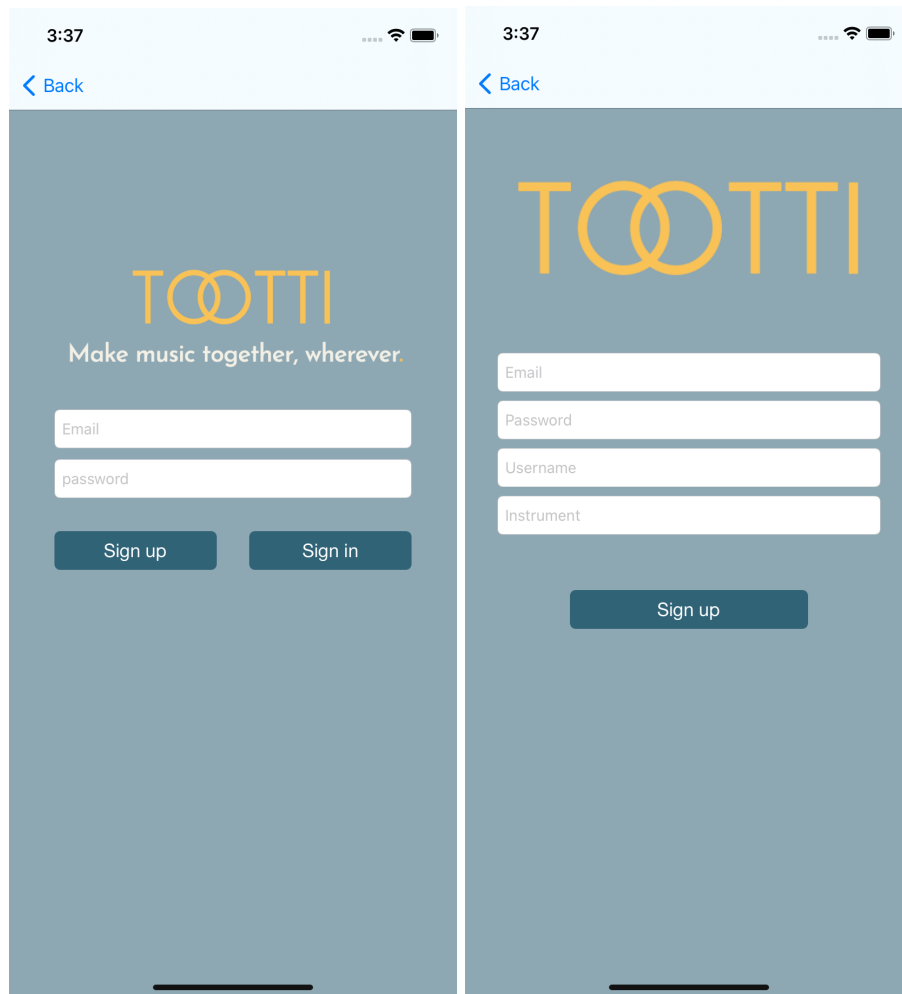 3:37
Back
TOOTTI
Make music together, wherever.
Email
password
Sign up
Sign in
3:37
Back
TOOTTI
Email
Password
Username
Instrument
Sign up